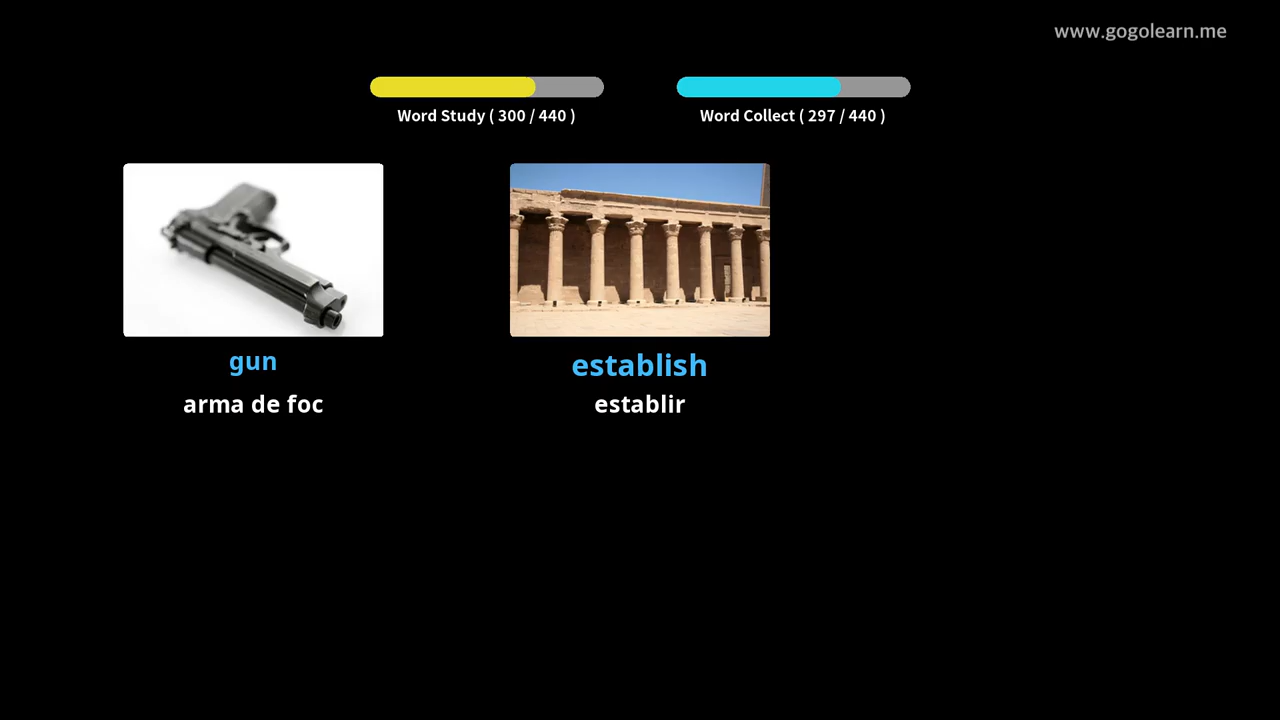 www.gogolearn.me
Word Study ( 300 / 440 )
Word Collect ( 297 / 440 )
gun
arma de foc
establish
establir